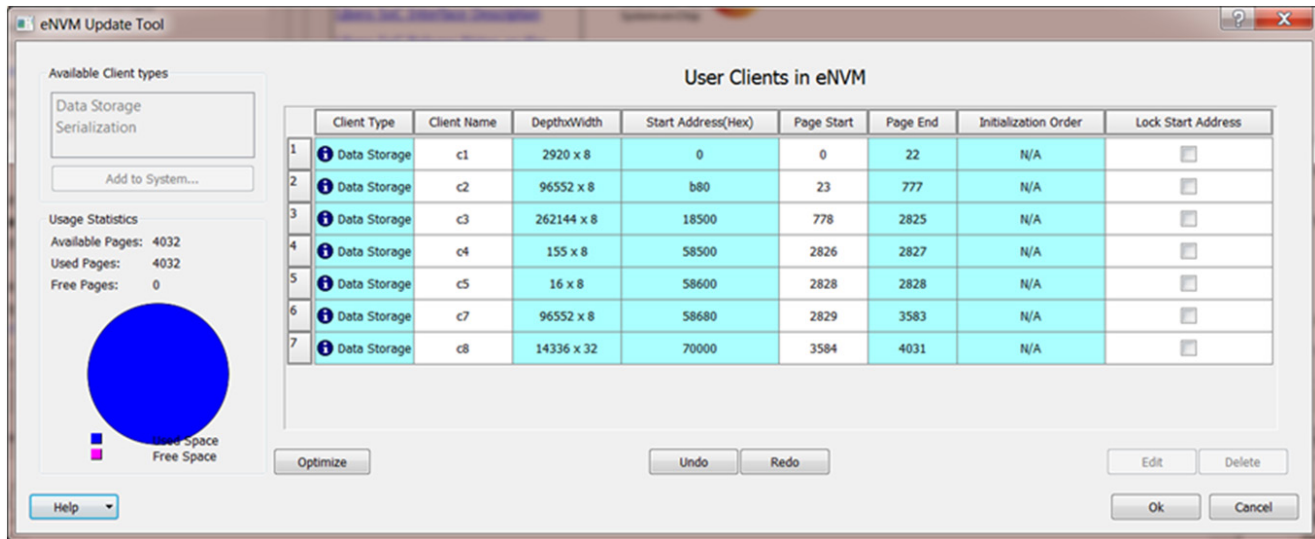 eNVM Update Tool
Available Client types
Data Storage
Serialization
Add to System...
Usage Statistics
Available Pages: 4032
Used Pages: 4032
Free Pages: 0
Used Space
Free Space
User Clients in eNVM
Client Type Client Name DepthxWidth Start Address(Hex) Page Start Page End Initialization Order Lock Start Address
1 Data Storage c1 2920 x 8 0 0 22 N/A
2 Data Storage c2 96552 x 8 b80 23 777 N/A
3 Data Storage c3 262144 x 8 18500 778 2825 N/A
4 Data Storage c4 155 x 8 58500 2826 2827 N/A
5 Data Storage c5 16 x 8 58600 2828 2828 N/A
6 Data Storage c7 96552 x 8 58680 2829 3583 N/A
7 Data Storage c8 14336 x 32 70000 3584 4031 N/A
Optimize Undo Redo Edit Delete
Help Ok Cancel